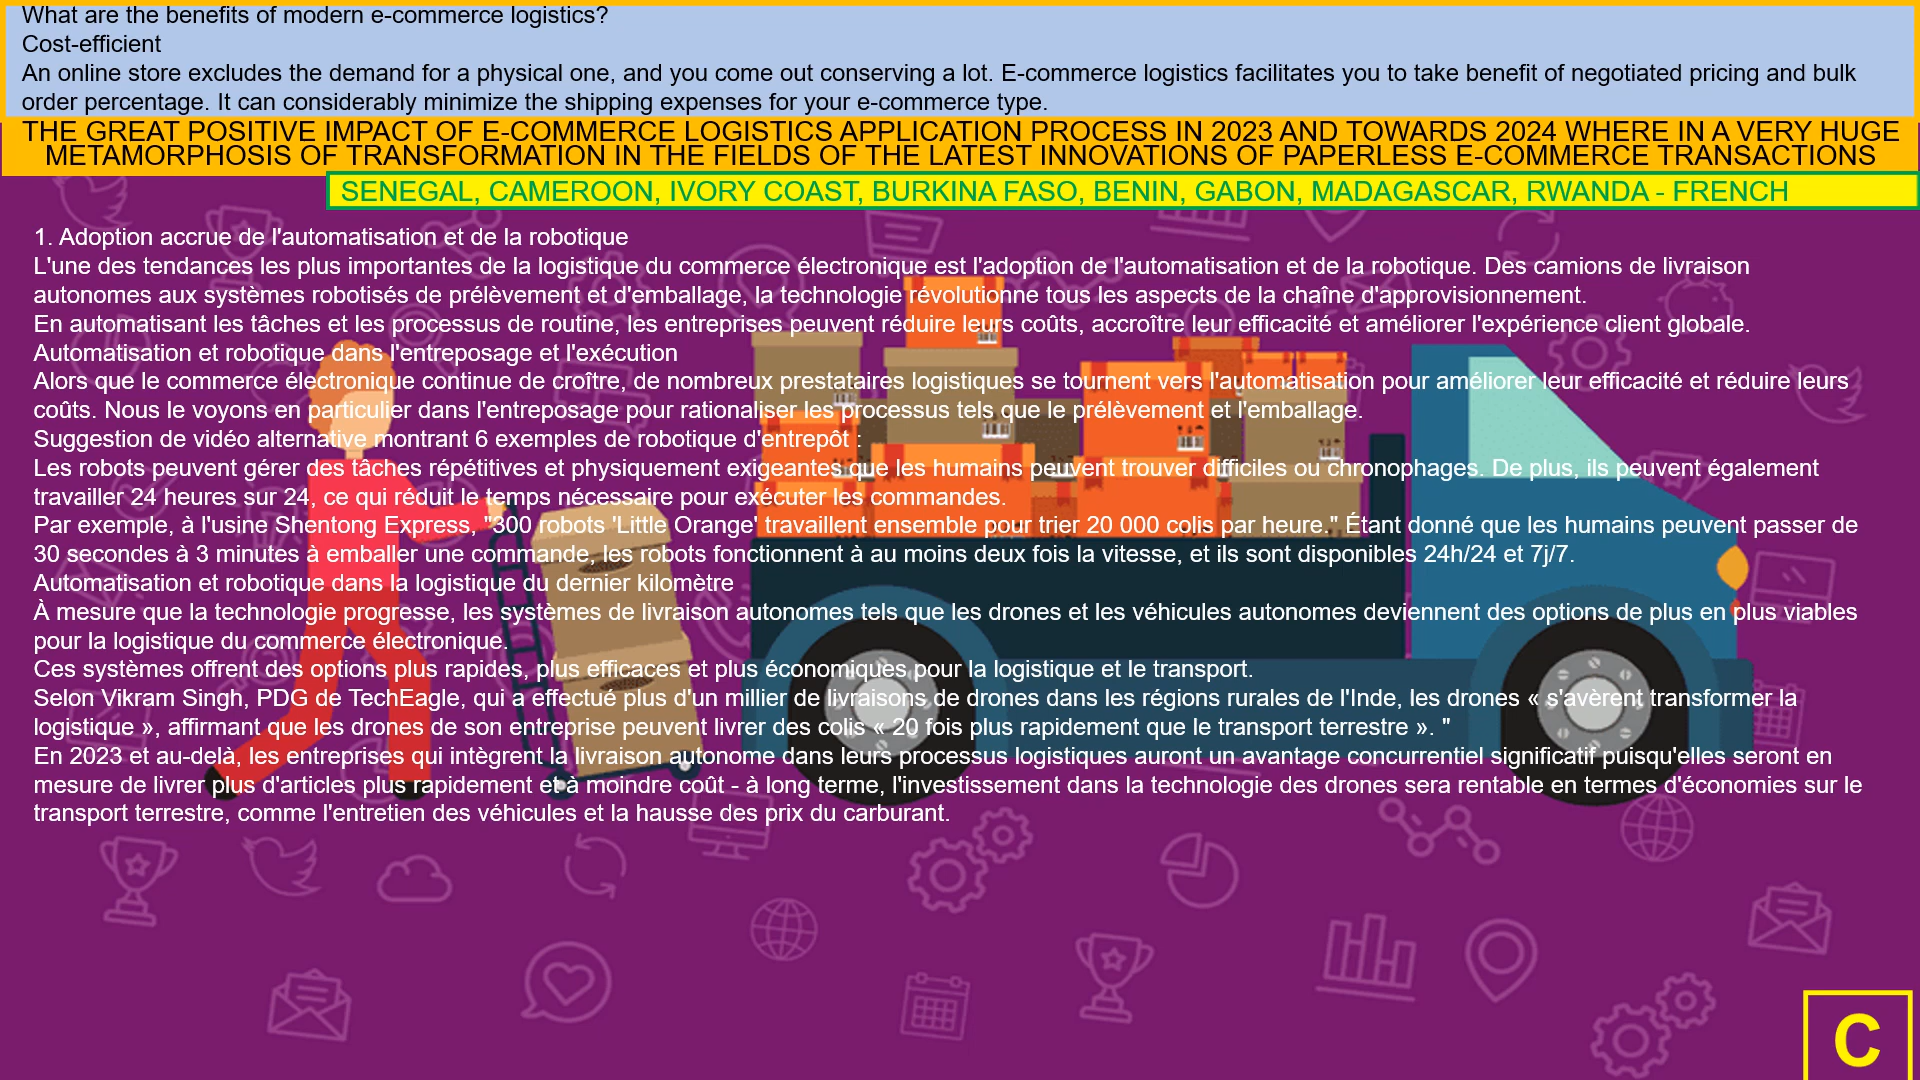 What are the benefits of modern e-commerce logistics?
Cost-efficient
An online store excludes the demand for a physical one, and you come out conserving a lot. E-commerce logistics facilitates you to take benefit of negotiated pricing and bulk
order percentage. It can considerably minimize the shipping expenses for your e-commerce type.
THE GREAT POSITIVE IMPACT OF E-COMMERCE LOGISTICS APPLICATION PROCESS IN 2023 AND TOWARDS 2024 WHERE IN A VERY HUGE
METAMORPHOSIS OF TRANSFORMATION IN THE FIELDS OF THE LATEST INNOVATIONS OF PAPERLESS E-COMMERCE TRANSACTIONS
SENEGAL, CAMEROON, IVORY COAST, BURKINA FASO, BENIN, GABON, MADAGASCAR, RWANDA - FRENCH
1. Adoption accrue de l'automatisation et de la robotique
L'une des tendances les plus importantes de la logistique du commerce électronique est l'adoption de l'automatisation et de la robotique. Des camions de livraison
autonomes aux systèmes robotisés de prélèvement et d'emballage, la technologie révolutionne tous les aspects de la chaîne d'approvisionnement.
En automatisant les tâches et les processus de routine, les entreprises peuvent réduire leurs coûts, accroître leur efficacité et améliorer l'expérience client globale.
Automatisation et robotique dans l'entreposage et l'exécution
Alors que le commerce électronique continue de croître, de nombreux prestataires logistiques se tournent vers l'automatisation pour améliorer leur efficacité et réduire leurs
coûts. Nous le voyons en particulier dans l'entreposage pour rationaliser les processus tels que le prélèvement et l'emballage.
Suggestion de vidéo alternative montrant 6 exemples de robotique d'entrepôt :
Les robots peuvent gérer des tâches répétitives et physiquement exigeantes que les humains peuvent trouver difficiles ou chronophages. De plus, ils peuvent également
travailler 24 heures sur 24, ce qui réduit le temps nécessaire pour exécuter les commandes.
Par exemple, à l'usine Shentong Express, "300 robots 'Little Orange' travaillent ensemble pour trier 20 000 colis par heure." Étant donné que les humains peuvent passer de
30 secondes à 3 minutes à emballer une commande, les robots fonctionnent à au moins deux fois la vitesse, et ils sont disponibles 24h/24 et 7j/7.
Automatisation et robotique dans la logistique du dernier kilomètre
À mesure que la technologie progresse, les systèmes de livraison autonomes tels que les drones et les véhicules autonomes deviennent des options de plus en plus viables
pour la logistique du commerce électronique.
Ces systèmes offrent des options plus rapides, plus efficaces et plus économiques pour la logistique et le transport.
Selon Vikram Singh, PDG de TechEagle, qui a effectué plus d'un millier de livraisons de drones dans les régions rurales de l'Inde, les drones « s'avèrent transformer la
logistique », affirmant que les drones de son entreprise peuvent livrer des colis « 20 fois plus rapidement que le transport terrestre ». "
En 2023 et au-delà, les entreprises qui intègrent la livraison autonome dans leurs processus logistiques auront un avantage concurrentiel significatif puisqu'elles seront en
mesure de livrer plus d'articles plus rapidement et à moindre coût - à long terme, l'investissement dans la technologie des drones sera rentable en termes d'économies sur le
transport terrestre, comme l'entretien des véhicules et la hausse des prix du carburant.
C